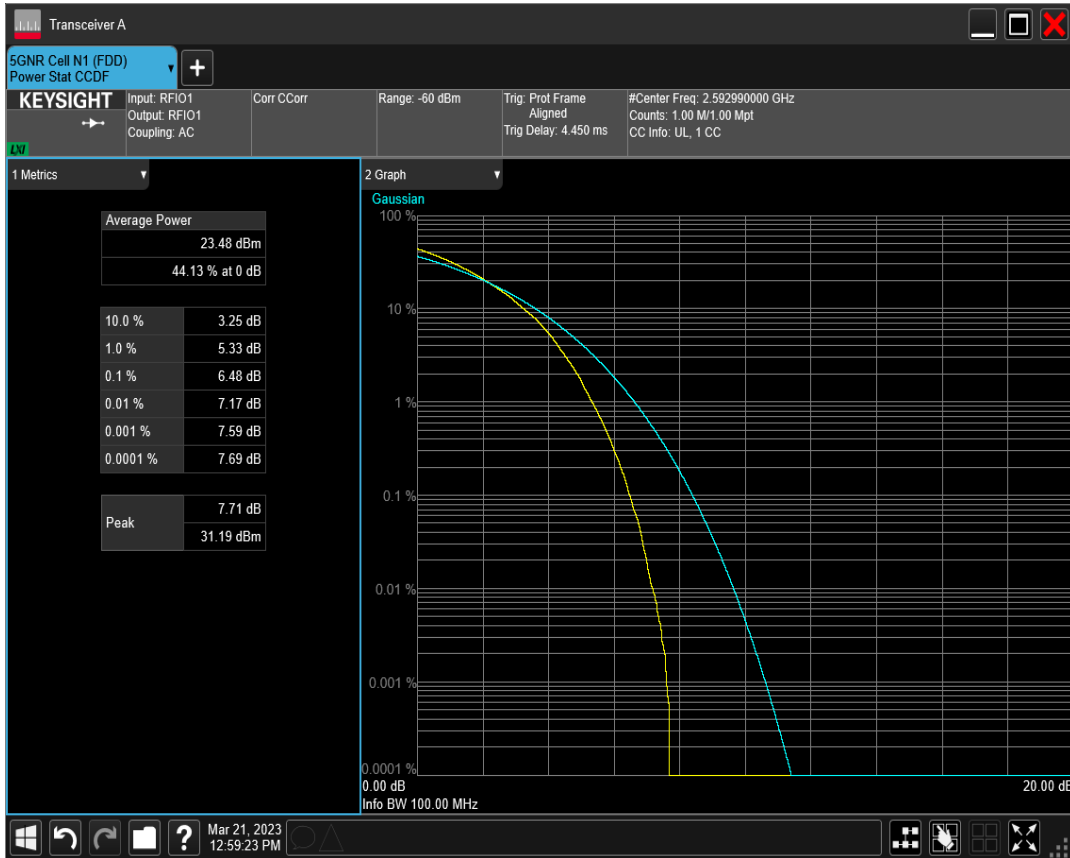 Transceiver A
5GNR Cell N1 (FDD)
Power Stat CCDF
+
KEYSIGHT
LXI
Input: RFIO1
Output: RFIO1
Coupling: AC
Corr CCorr
Range: -60 dBm
Trig: Prot Frame
Aligned
Trig Delay: 4.450 ms
#Center Freq: 2.592990000 GHz
Counts: 1.00 M/1.00 Mpt
CC Info: UL, 1 CC
1 Metrics
Average Power
23.48 dBm
44.13 % at 0 dB
10.0 % 3.25 dB
1.0 % 5.33 dB
0.1 % 6.48 dB
0.01 % 7.17 dB
0.001 % 7.59 dB
0.0001 % 7.69 dB
Peak
7.71 dB
31.19 dBm
2 Graph
Gaussian
100 %
10 %
1 %
0.1 %
0.01 %
0.001 %
0.0001 %
0.00 dB 20.00 dB
Info BW 100.00 MHz
?
Mar 21, 2023
12:59:23 PM